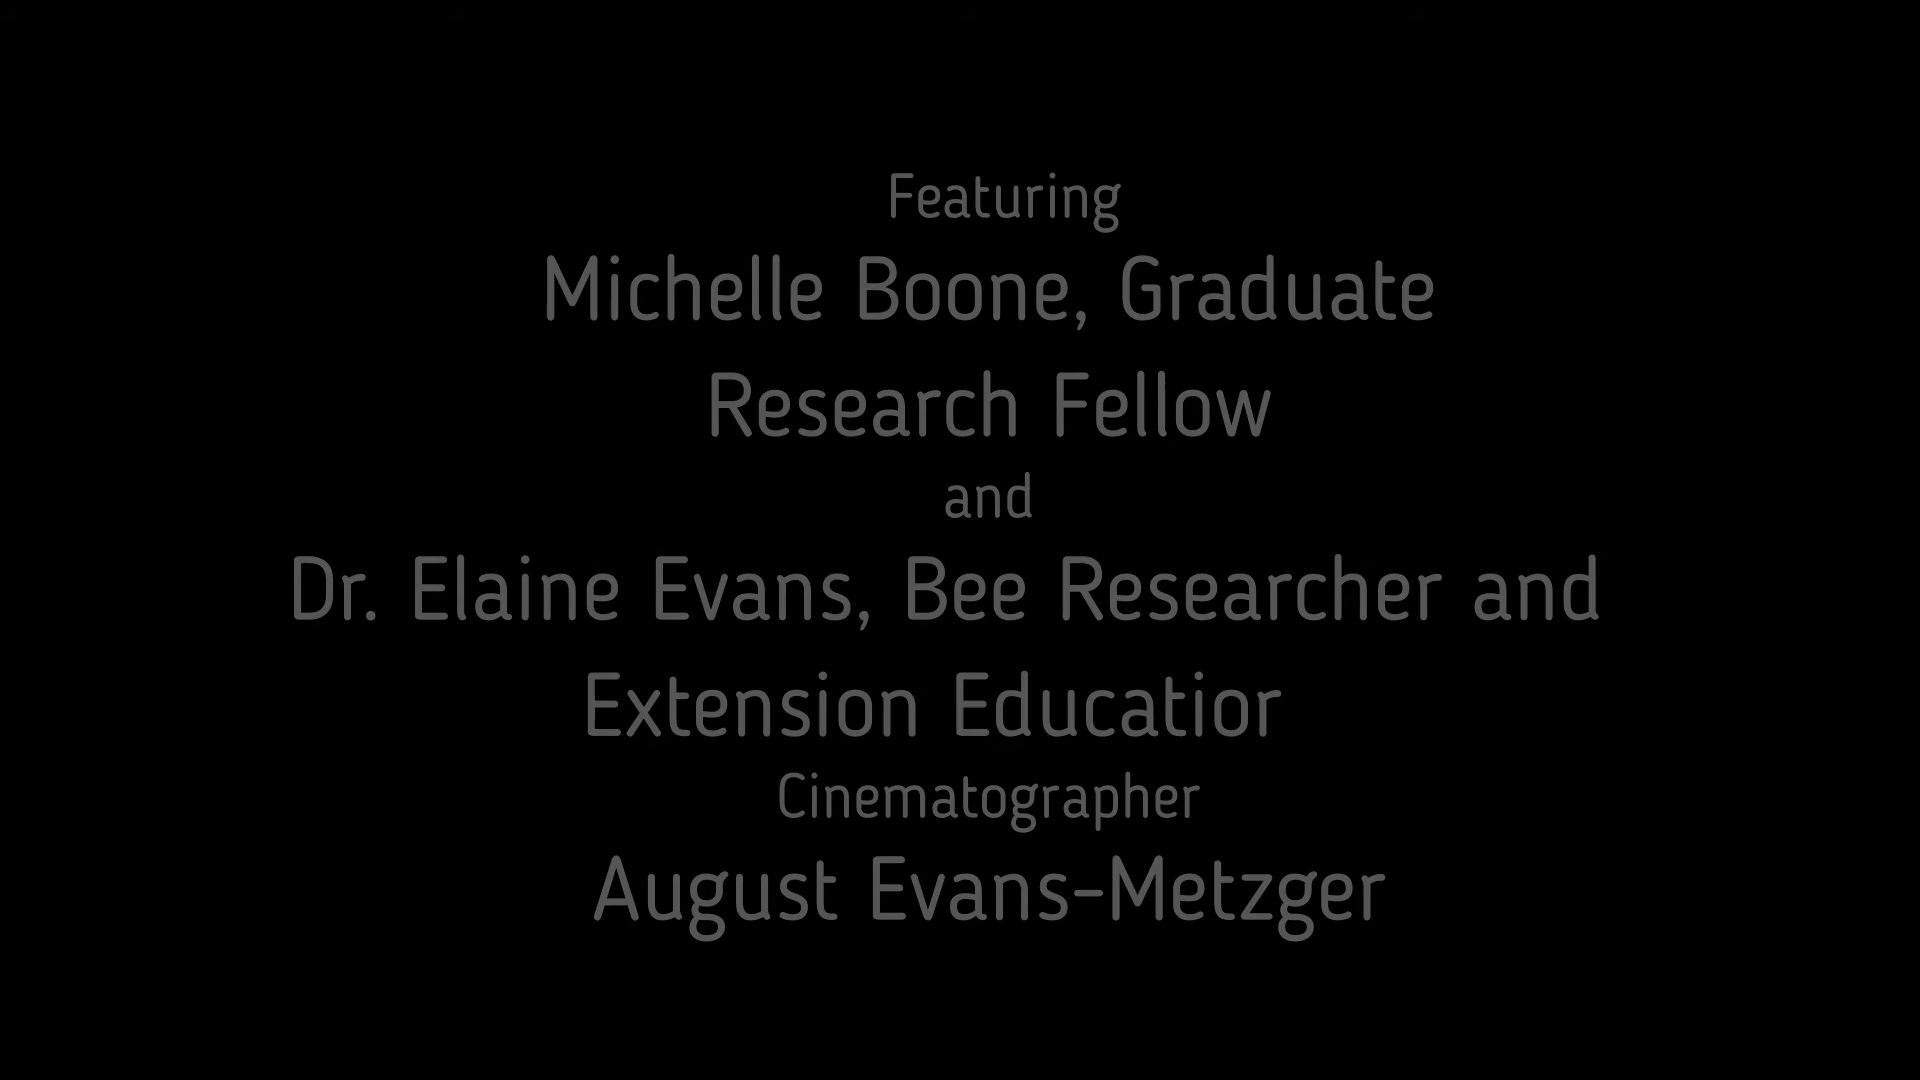 Featuring
Michelle Boone, Graduate
Research Fellow
and
Dr. Elaine Evans, Bee Researcher and
Extension Educatior
Cinematographer
August Evans-Metzger